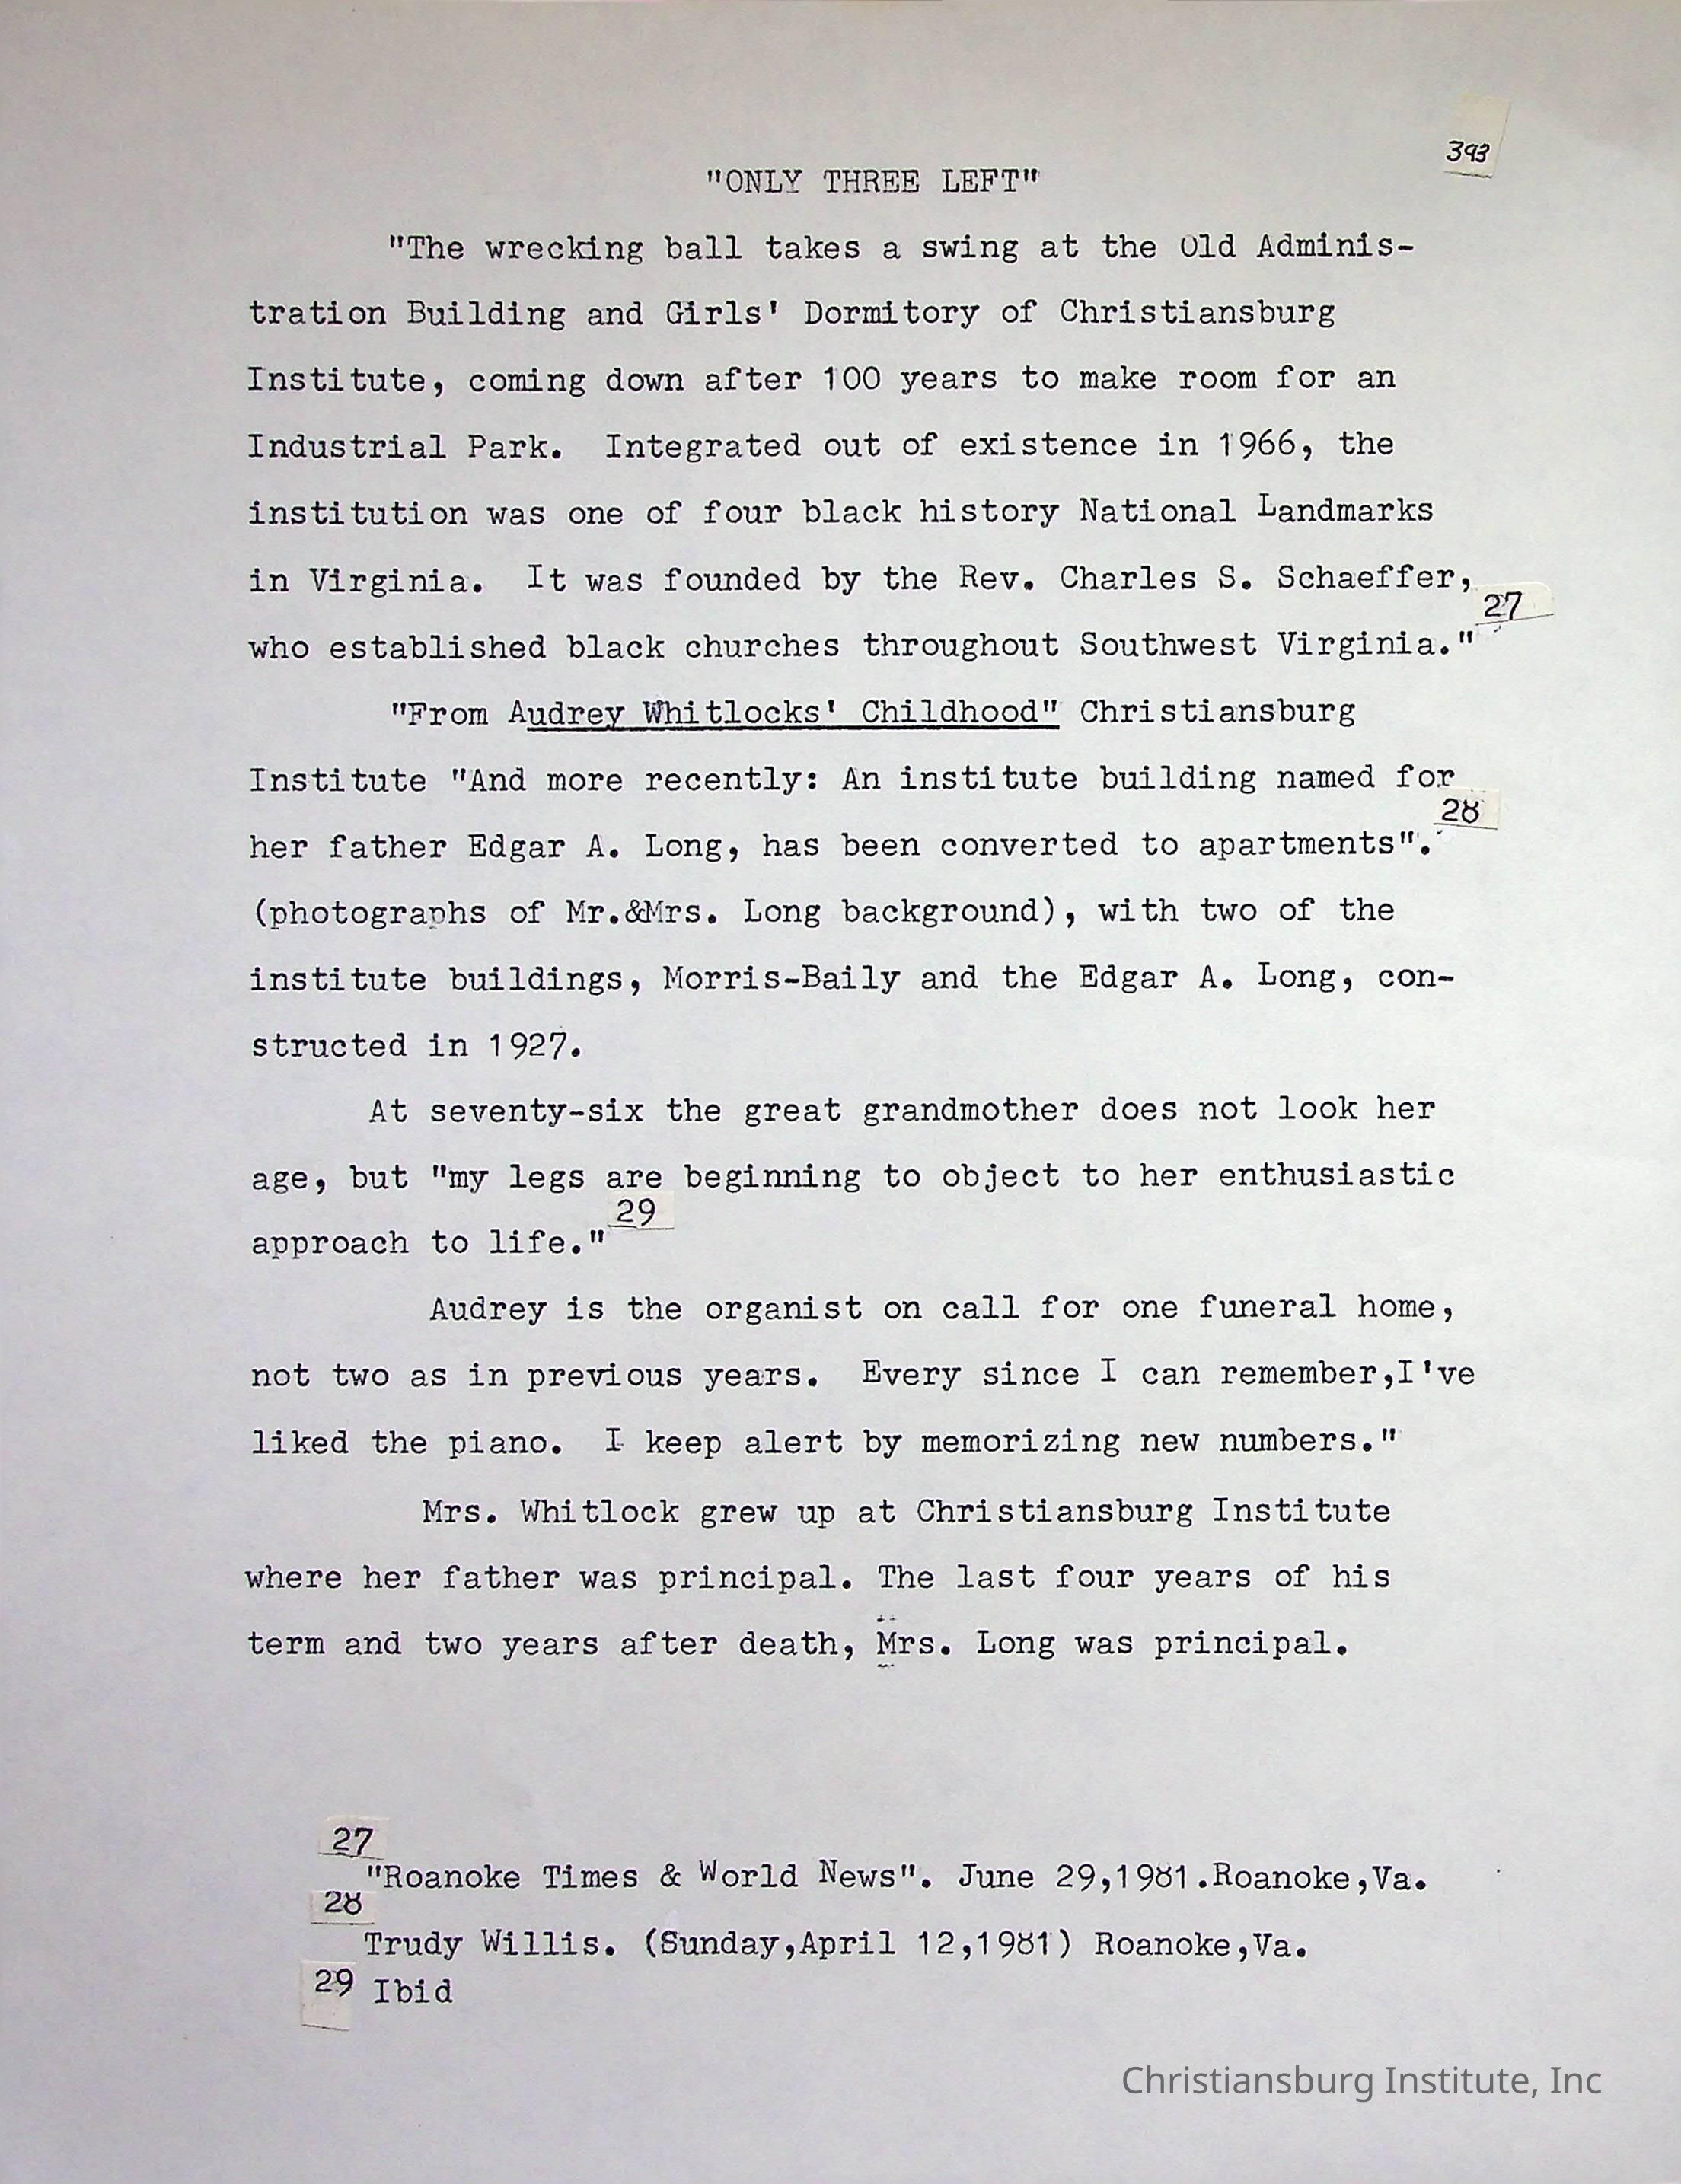 393
"ONLY THREE LEFT"
"The wrecking ball takes a swing at the Old Adminis-
tration Building and Girls' Dormitory of Christiansburg
Institute, coming down after 100 years to make room for an
Industrial Park.  Integrated out of existence in 1966, the
institution was one of four black history National Landmarks
in Virginia.  It was founded by the Rev. Charles S. Schaeffer,
who established black churches throughout Southwest Virginia." 27
"From Audrey Whitlocks' Childhood" Christiansburg
Institute "And more recently: An institute building named for
her father Edgar A. Long, has been converted to apartments". 28
(photographs of Mr.&Mrs. Long background), with two of the
institute buildings, Morris-Baily and the Edgar A. Long, con-
structed in 1927.
At seventy-six the great grandmother does not look her
age, but "my legs are beginning to object to her enthusiastic
approach to life." 29
Audrey is the organist on call for one funeral home,
not two as in previous years.  Every since I can remember,I've
liked the piano.  I keep alert by memorizing new numbers."
Mrs. Whitlock grew up at Christiansburg Institute
where her father was principal. The last four years of his
term and two years after death, Mrs. Long was principal.
27
"Roanoke Times & World News". June 29,1981.Roanoke,Va.
28
Trudy Willis. (Sunday,April 12,1981) Roanoke,Va.
29 Ibid
Christiansburg Institute, Inc